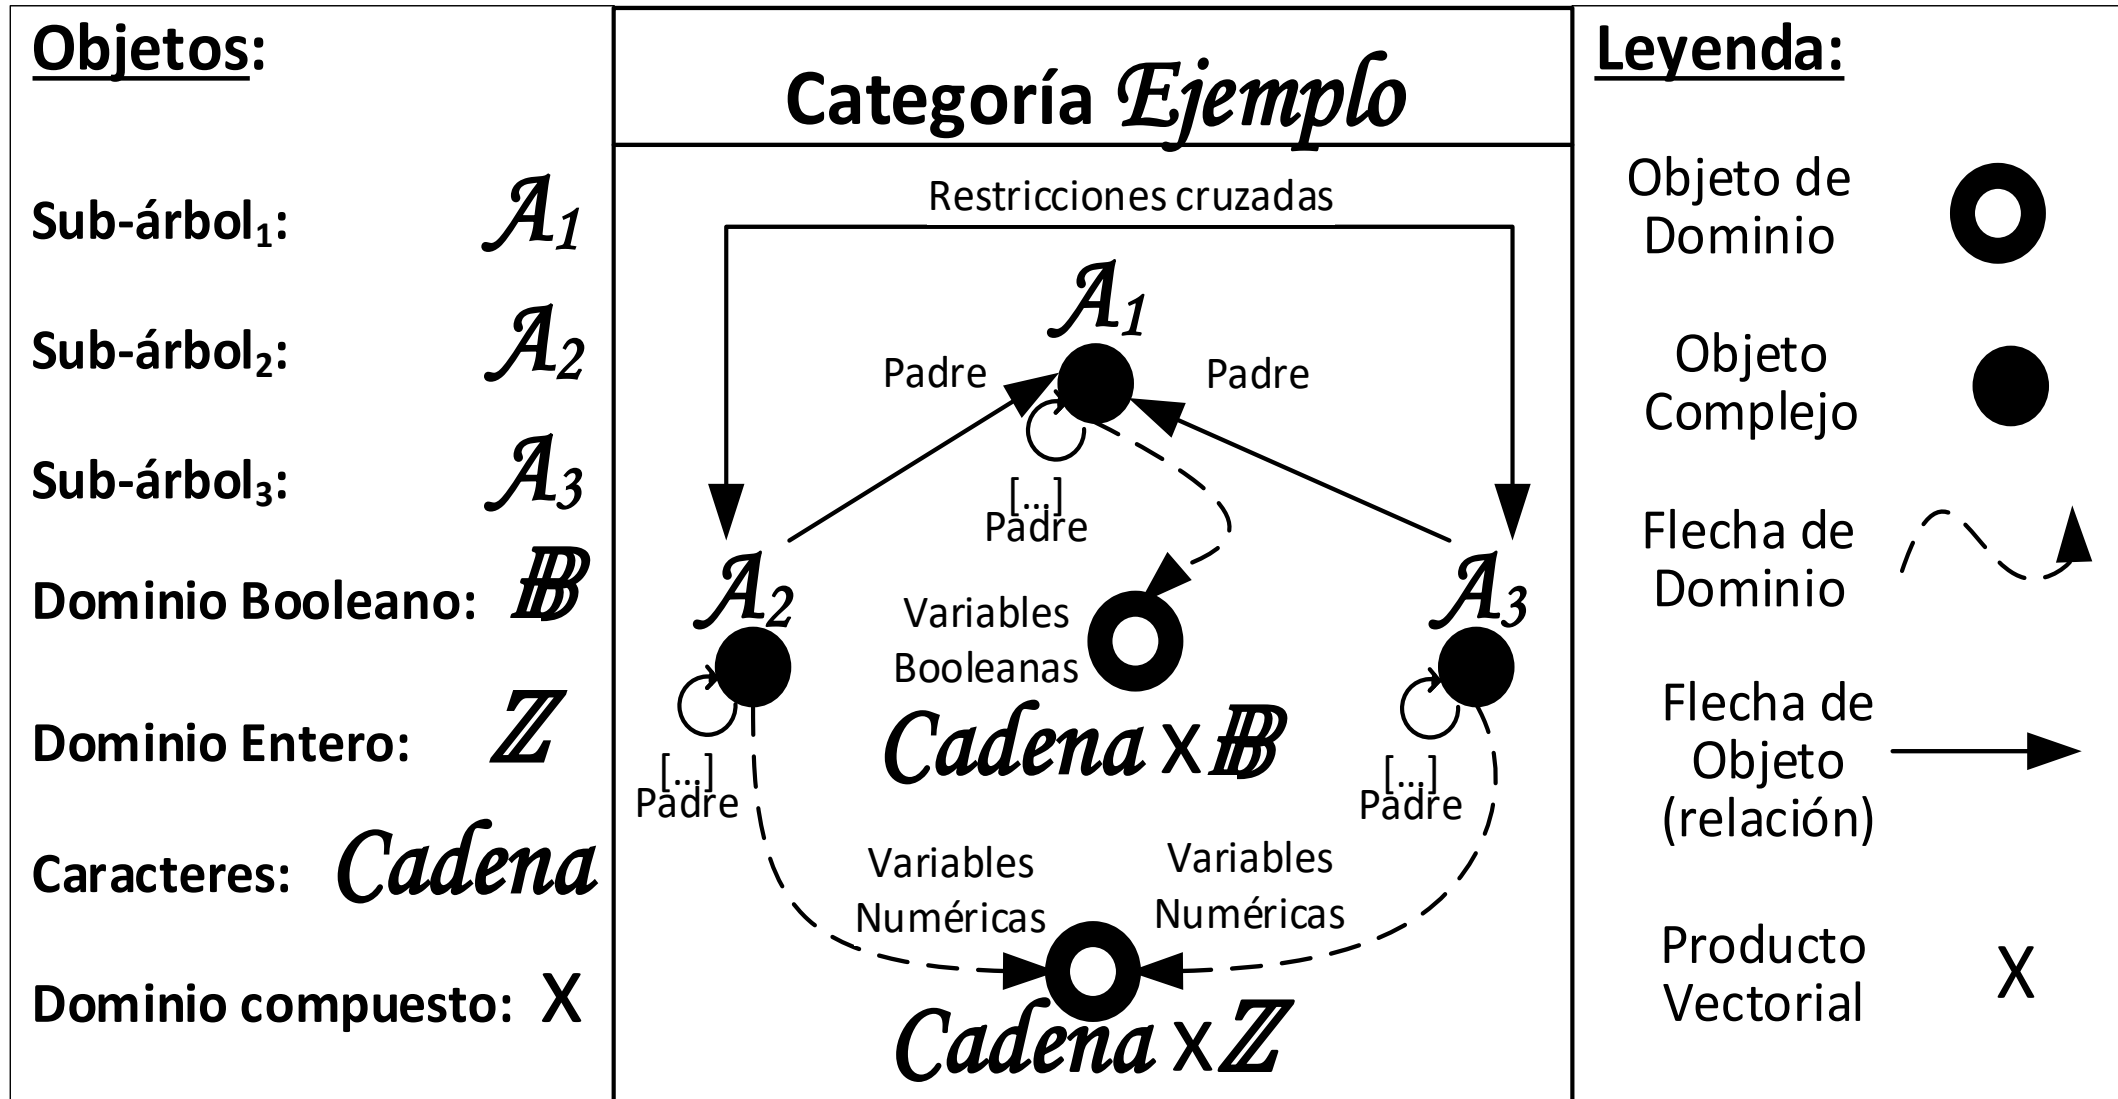 Objetos:
Sub-árbol₁: 𝒜₁
Sub-árbol₂: 𝒜₂
Sub-árbol₃: 𝒜₃
Dominio Booleano: 𝔹
Dominio Entero: ℤ
Caracteres: Cadena
Dominio compuesto: X
Categoría Ejemplo
Restricciones cruzadas
𝒜₁
Padre
Padre
[...]
Padre
𝒜₂
𝒜₃
Variables
Booleanas
Cadena X 𝔹
[...]
Padre
[...]
Padre
Variables
Numéricas
Variables
Numéricas
Cadena X ℤ
Leyenda:
Objeto de
Dominio
Objeto
Complejo
Flecha de
Dominio
Flecha de
Objeto
(relación)
Producto
Vectorial
X